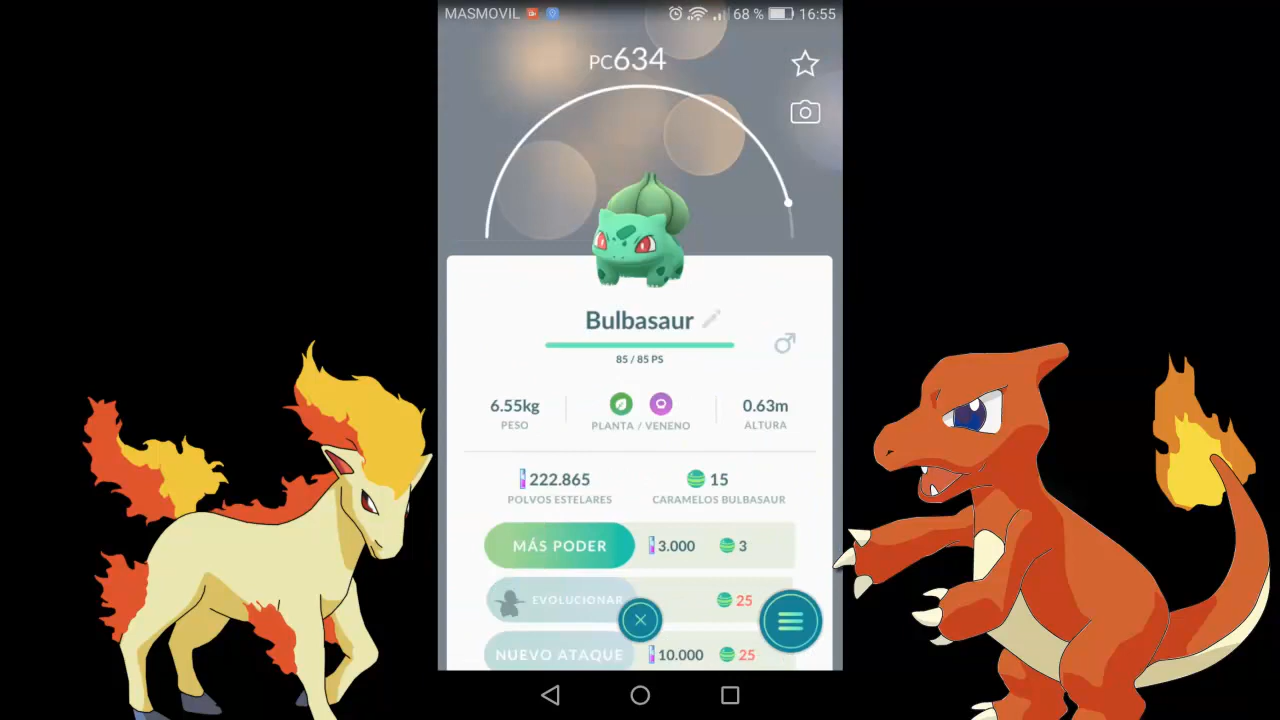 MASMOVIL 68 % 16:55
PC634
Bulbasaur
85 / 85 PS
6.55kg 0.63m
PESO PLANTA / VENENO ALTURA
222.865 15
POLVOS ESTELARES CARAMELOS BULBASAUR
MÁS PODER 3.000 3
EVOLUCIONAR 25
NUEVO ATAQUE 10.000 25